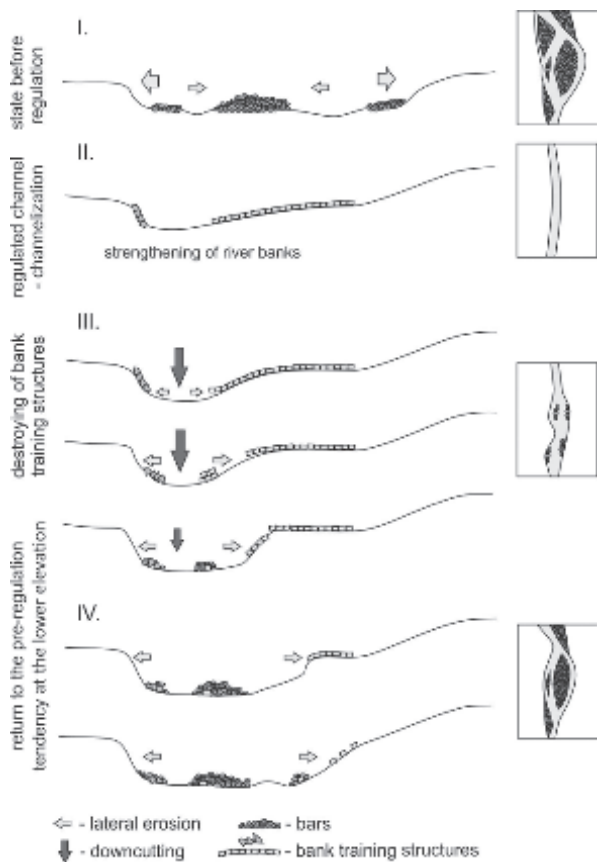 I.
state before
regulation
II.
regulated channel
- channelization
strengthening of river banks
III.
destroying of bank
training structures
IV.
return to the pre-regulation
tendency at the lower elevation
- lateral erosion
- bars
- downcutting
- bank training structures